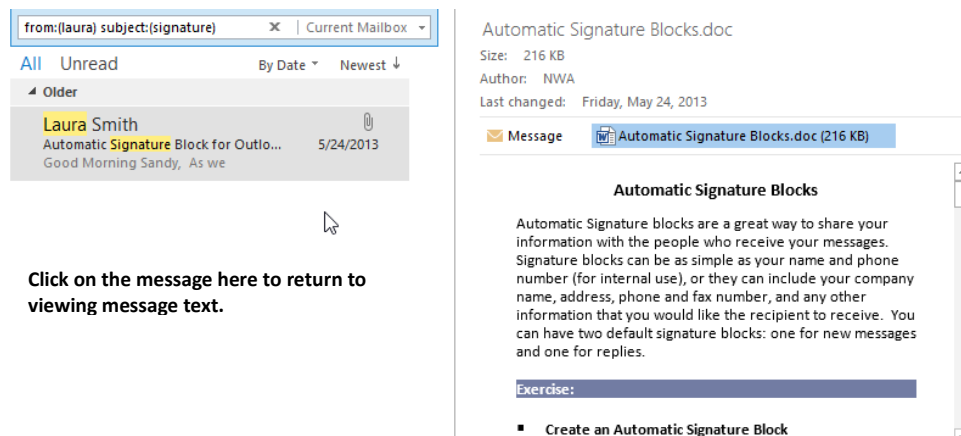 from:(laura) subject:(signature)
Current Mailbox
All Unread By Date Newest
Older
Laura Smith
Automatic Signature Block for Outlo... 5/24/2013
Good Morning Sandy, As we
Click on the message here to return to
viewing message text.
Automatic Signature Blocks.doc
Size: 216 KB
Author: NWA
Last changed: Friday, May 24, 2013
Message Automatic Signature Blocks.doc (216 KB)
Automatic Signature Blocks
Automatic Signature blocks are a great way to share your
information with the people who receive your messages.
Signature blocks can be as simple as your name and phone
number (for internal use), or they can include your company
name, address, phone and fax number, and any other
information that you would like the recipient to receive. You
can have two default signature blocks: one for new messages
and one for replies.
Exercise:
▪ Create an Automatic Signature Block